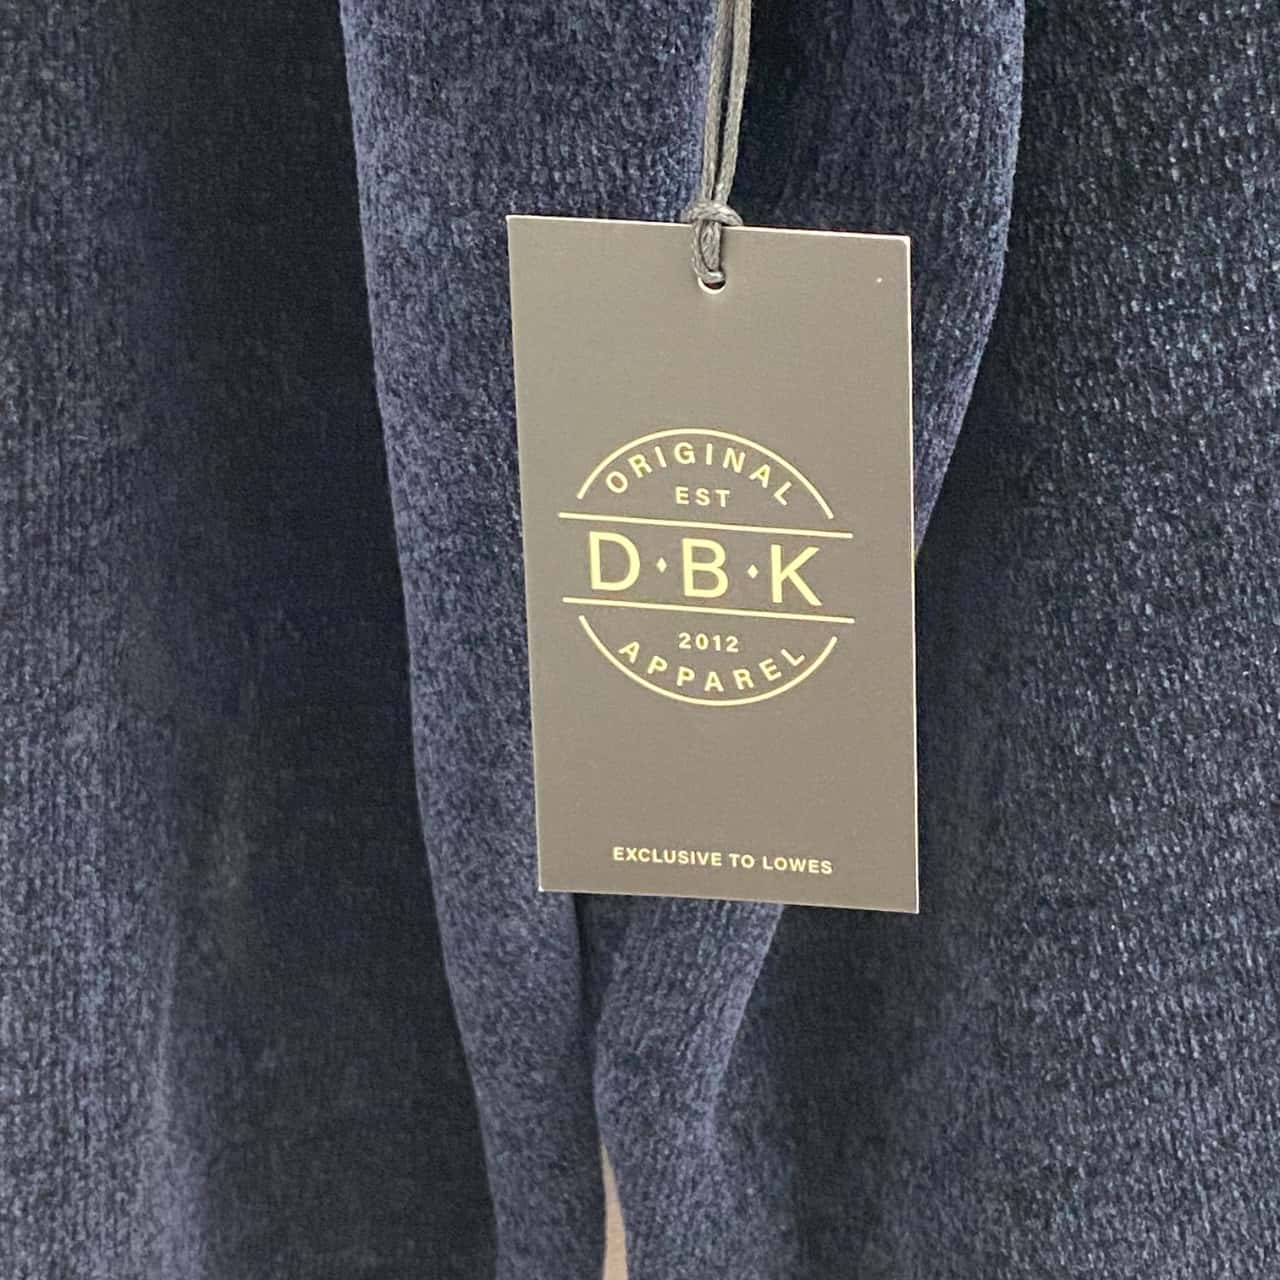 ORIGINAL
EST
D·B·K
2012
APPAREL
EXCLUSIVE TO LOWES